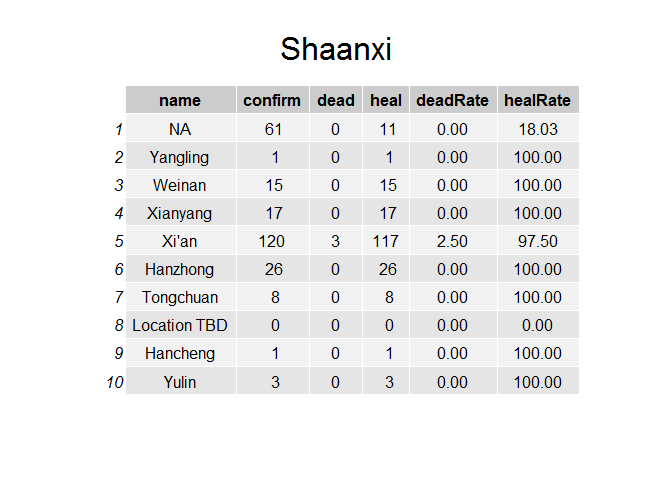 Shaanxi
name confirm dead heal deadRate healRate
1 NA 61 0 11 0.00 18.03
2 Yangling 1 0 1 0.00 100.00
3 Weinan 15 0 15 0.00 100.00
4 Xianyang 17 0 17 0.00 100.00
5 Xi'an 120 3 117 2.50 97.50
6 Hanzhong 26 0 26 0.00 100.00
7 Tongchuan 8 0 8 0.00 100.00
8 Location TBD 0 0 0 0.00 0.00
9 Hancheng 1 0 1 0.00 100.00
10 Yulin 3 0 3 0.00 100.00